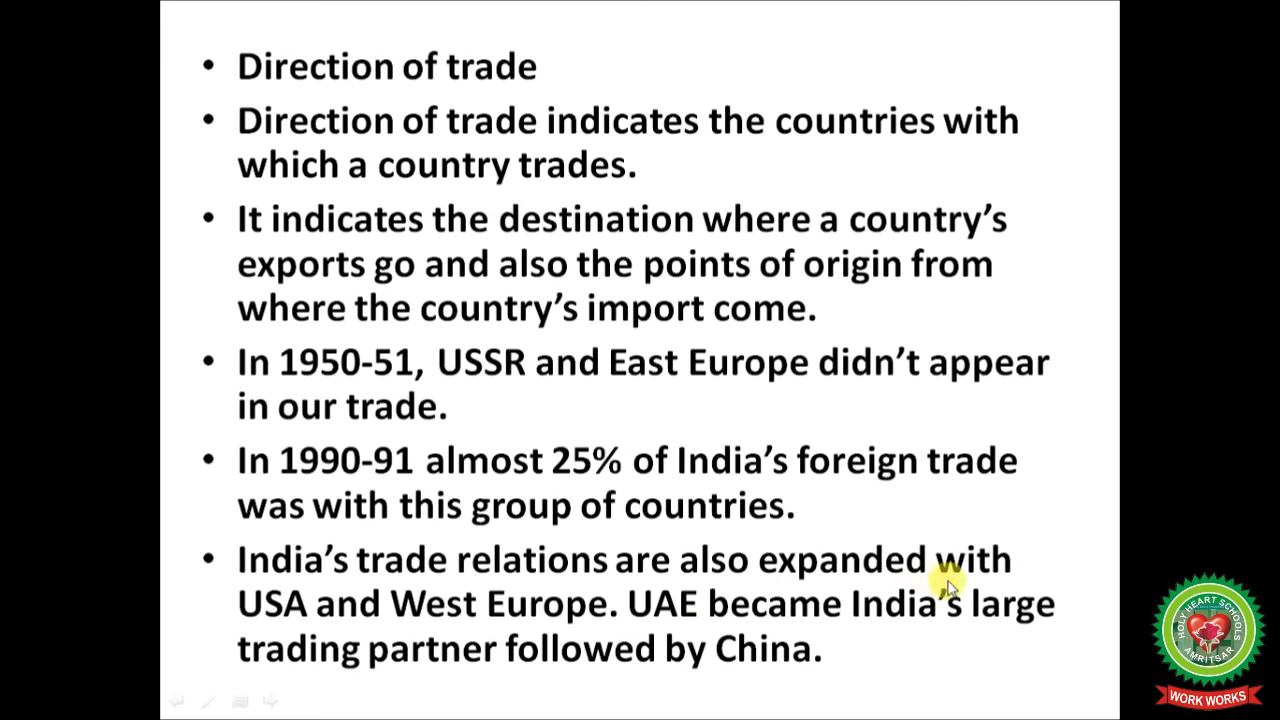 • Direction of trade
• Direction of trade indicates the countries with
which a country trades.
• It indicates the destination where a country’s
exports go and also the points of origin from
where the country’s import come.
• In 1950-51, USSR and East Europe didn’t appear
in our trade.
• In 1990-91 almost 25% of India’s foreign trade
was with this group of countries.
• India’s trade relations are also expanded with
USA and West Europe. UAE became India’s large
trading partner followed by China.
HOLY HEART SCHOOLS
AMRITSAR
WORK WORKS